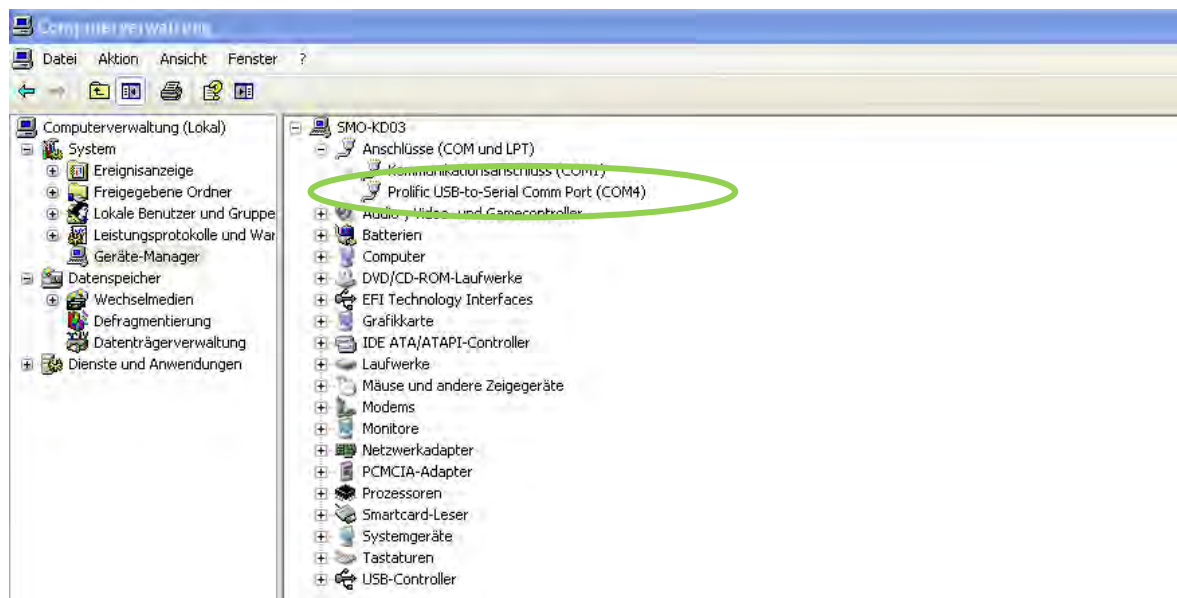 Computerverwaltung
Datei Aktion Ansicht Fenster ?
Computerverwaltung (Lokal)
System
Ereignisanzeige
Freigegebene Ordner
Lokale Benutzer und Gruppe
Leistungsprotokolle und War
Geräte-Manager
Datenspeicher
Wechselmedien
Defragmentierung
Datenträgerverwaltung
Dienste und Anwendungen
SMO-KD03
Anschlüsse (COM und LPT)
Kommunikationsanschluss (COM1)
Prolific USB-to-Serial Comm Port (COM4)
Audio-, Video- und Gamecontroller
Batterien
Computer
DVD/CD-ROM-Laufwerke
EFI Technology Interfaces
Grafikkarte
IDE ATA/ATAPI-Controller
Laufwerke
Mäuse und andere Zeigegeräte
Modems
Monitore
Netzwerkadapter
PCMCIA-Adapter
Prozessoren
Smartcard-Leser
Systemgeräte
Tastaturen
USB-Controller